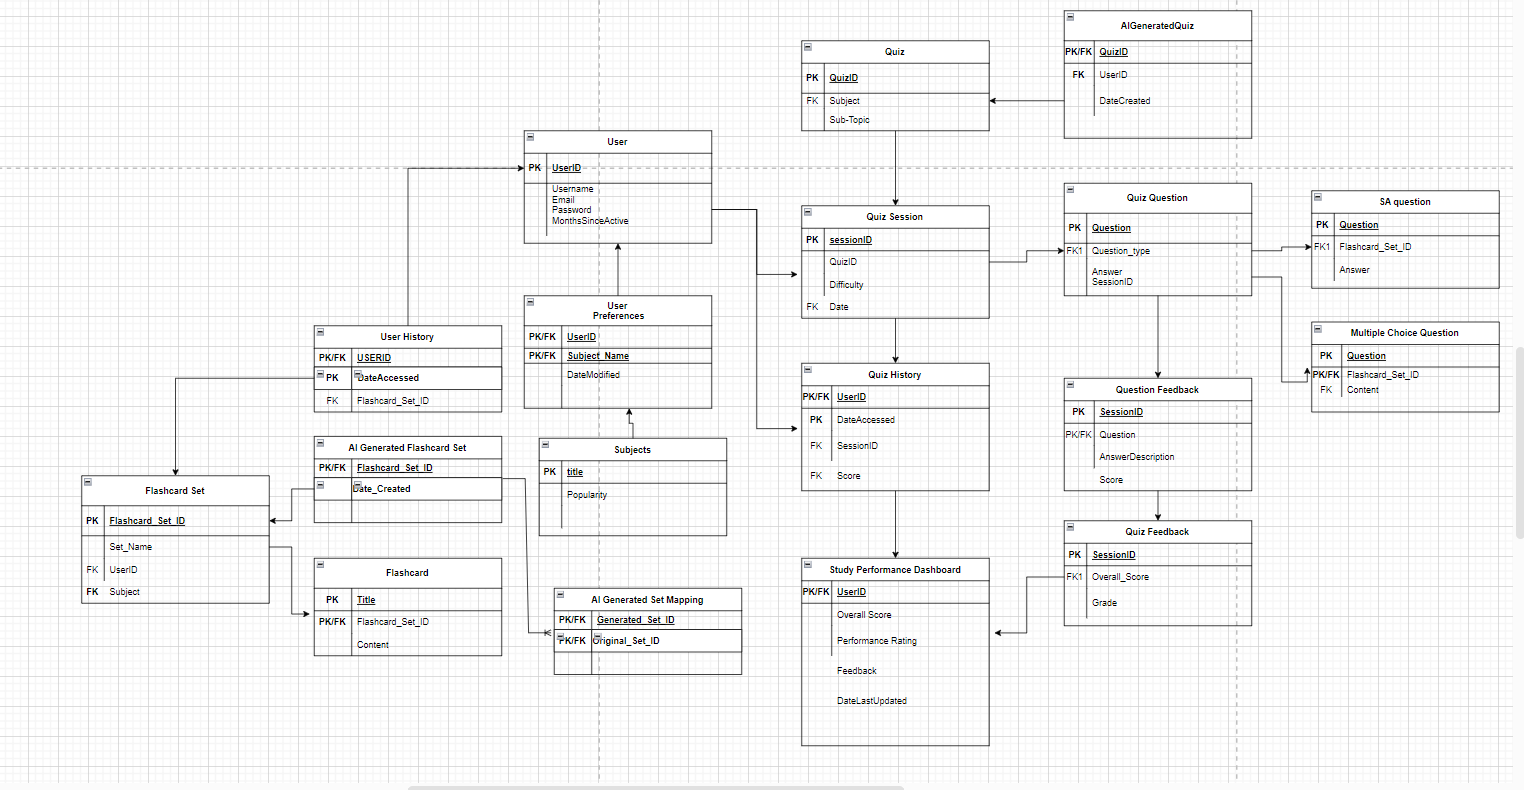 AIGeneratedQuiz
PK/FK QuizID
FK UserID
DateCreated
Quiz
PK QuizID
FK Subject
Sub-Topic
User
PK UserID
Username
Email
Password
MonthsSinceActive
Quiz Session
PK sessionID
QuizID
Difficulty
FK Date
Quiz Question
PK Question
FK1 Question_type
Answer
SessionID
SA question
PK Question
FK1 Flashcard_Set_ID
Answer
User
Preferences
PK/FK UserID
PK/FK Subject_Name
DateModified
User History
PK/FK USERID
PK DateAccessed
FK Flashcard_Set_ID
Multiple Choice Question
PK Question
PK/FK Flashcard_Set_ID
FK Content
Quiz History
PK/FK UserID
PK DateAccessed
FK SessionID
FK Score
Question Feedback
PK SessionID
PK/FK Question
AnswerDescription
Score
AI Generated Flashcard Set
PK/FK Flashcard_Set_ID
Date_Created
Subjects
PK title
Popularity
Flashcard Set
PK Flashcard_Set_ID
Set_Name
FK UserID
FK Subject
Quiz Feedback
PK SessionID
FK1 Overall_Score
Grade
Flashcard
PK Title
PK/FK Flashcard_Set_ID
Content
AI Generated Set Mapping
PK/FK Generated_Set_ID
PK/FK Original_Set_ID
Study Performance Dashboard
PK/FK UserID
Overall Score
Performance Rating
Feedback
DateLastUpdated